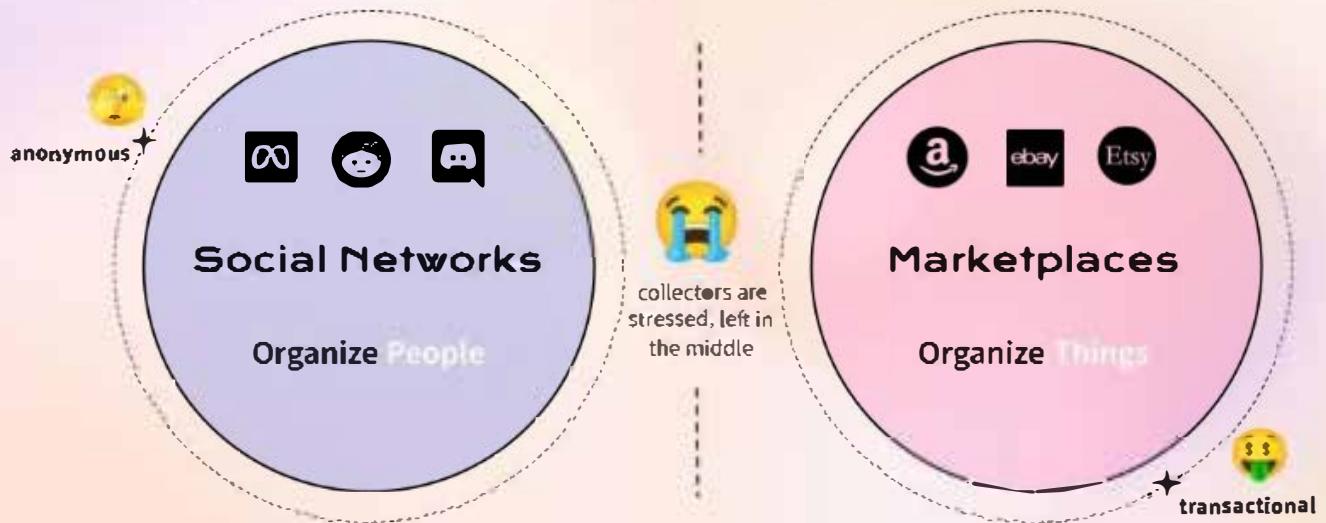 anonymous
Social Networks
Organize People
collectors are
stressed, left in
the middle
a
ebay
Etsy
Marketplaces
Organize Things
transactional